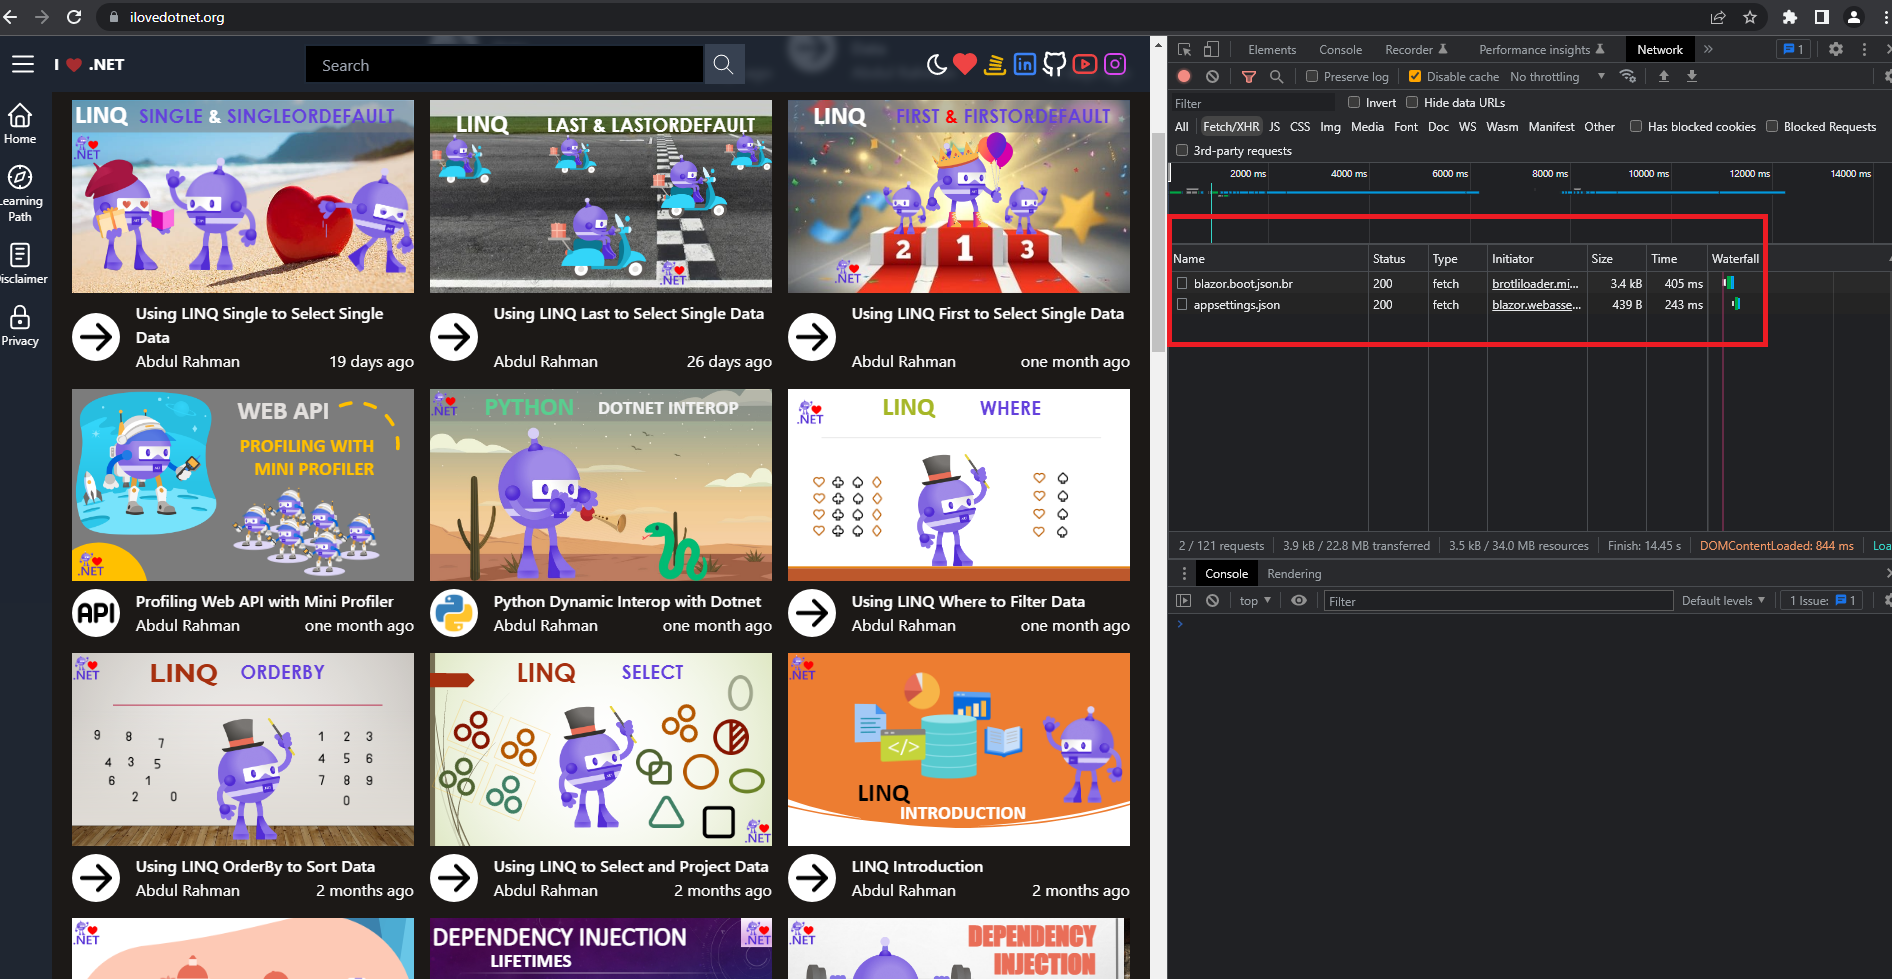 ilovedotnet.org
I .NET
Search
Home
Learning
Path
Disclaimer
Privacy
LINQ SINGLE & SINGLEORDEFAULT
.NET
Using LINQ Single to Select Single
Data
Abdul Rahman 19 days ago
LINQ LAST & LASTORDEFAULT
.NET
Using LINQ Last to Select Single Data
Abdul Rahman 26 days ago
LINQ FIRST & FIRSTORDEFAULT
2 1 3
.NET
Using LINQ First to Select Single Data
Abdul Rahman one month ago
WEB API
PROFILING WITH
MINI PROFILER
.NET
API
Profiling Web API with Mini Profiler
Abdul Rahman one month ago
.NET
PYTHON DOTNET INTEROP
Python Dynamic Interop with Dotnet
Abdul Rahman one month ago
.NET
LINQ WHERE
Using LINQ Where to Filter Data
Abdul Rahman one month ago
.NET
LINQ ORDERBY
9 8 7
4 3 5
6 1
2 0
1 2 3
4 5 6
7 8 9
0
Using LINQ OrderBy to Sort Data
Abdul Rahman 2 months ago
LINQ SELECT
.NET
Using LINQ to Select and Project Data
Abdul Rahman 2 months ago
.NET
</>
LINQ
INTRODUCTION
LINQ Introduction
Abdul Rahman 2 months ago
.NET
DEPENDENCY INJECTION
LIFETIMES
.NET
.NET
DEPENDENCY
INJECTION
Elements Console Recorder Performance insights Network » 1
Preserve log Disable cache No throttling
Filter Invert Hide data URLs
All Fetch/XHR JS CSS Img Media Font Doc WS Wasm Manifest Other Has blocked cookies Blocked Requests
3rd-party requests
2000 ms 4000 ms 6000 ms 8000 ms 10000 ms 12000 ms 14000 ms
Name Status Type Initiator Size Time Waterfall
blazor.boot.json.br 200 fetch brotliloader.mi... 3.4 kB 405 ms
appsettings.json 200 fetch blazor.webasse... 439 B 243 ms
2 / 121 requests 3.9 kB / 22.8 MB transferred 3.5 kB / 34.0 MB resources Finish: 14.45 s DOMContentLoaded: 844 ms Loa
Console Rendering
top Filter Default levels 1 Issue: 1